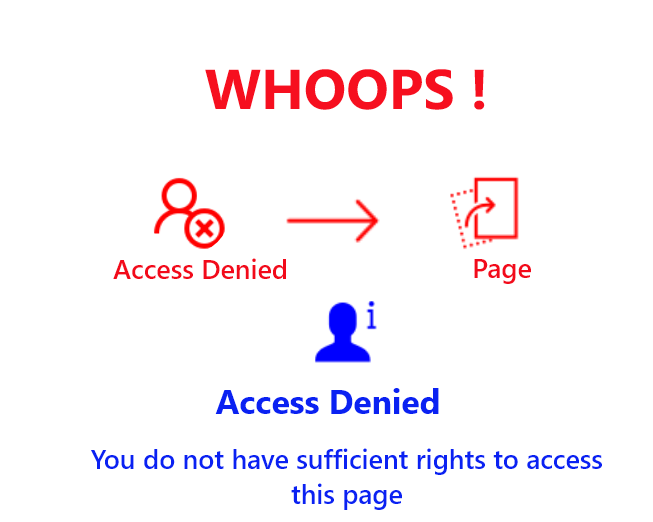 WHOOPS !
Access Denied
Page
i
Access Denied
You do not have sufficient rights to access
this page